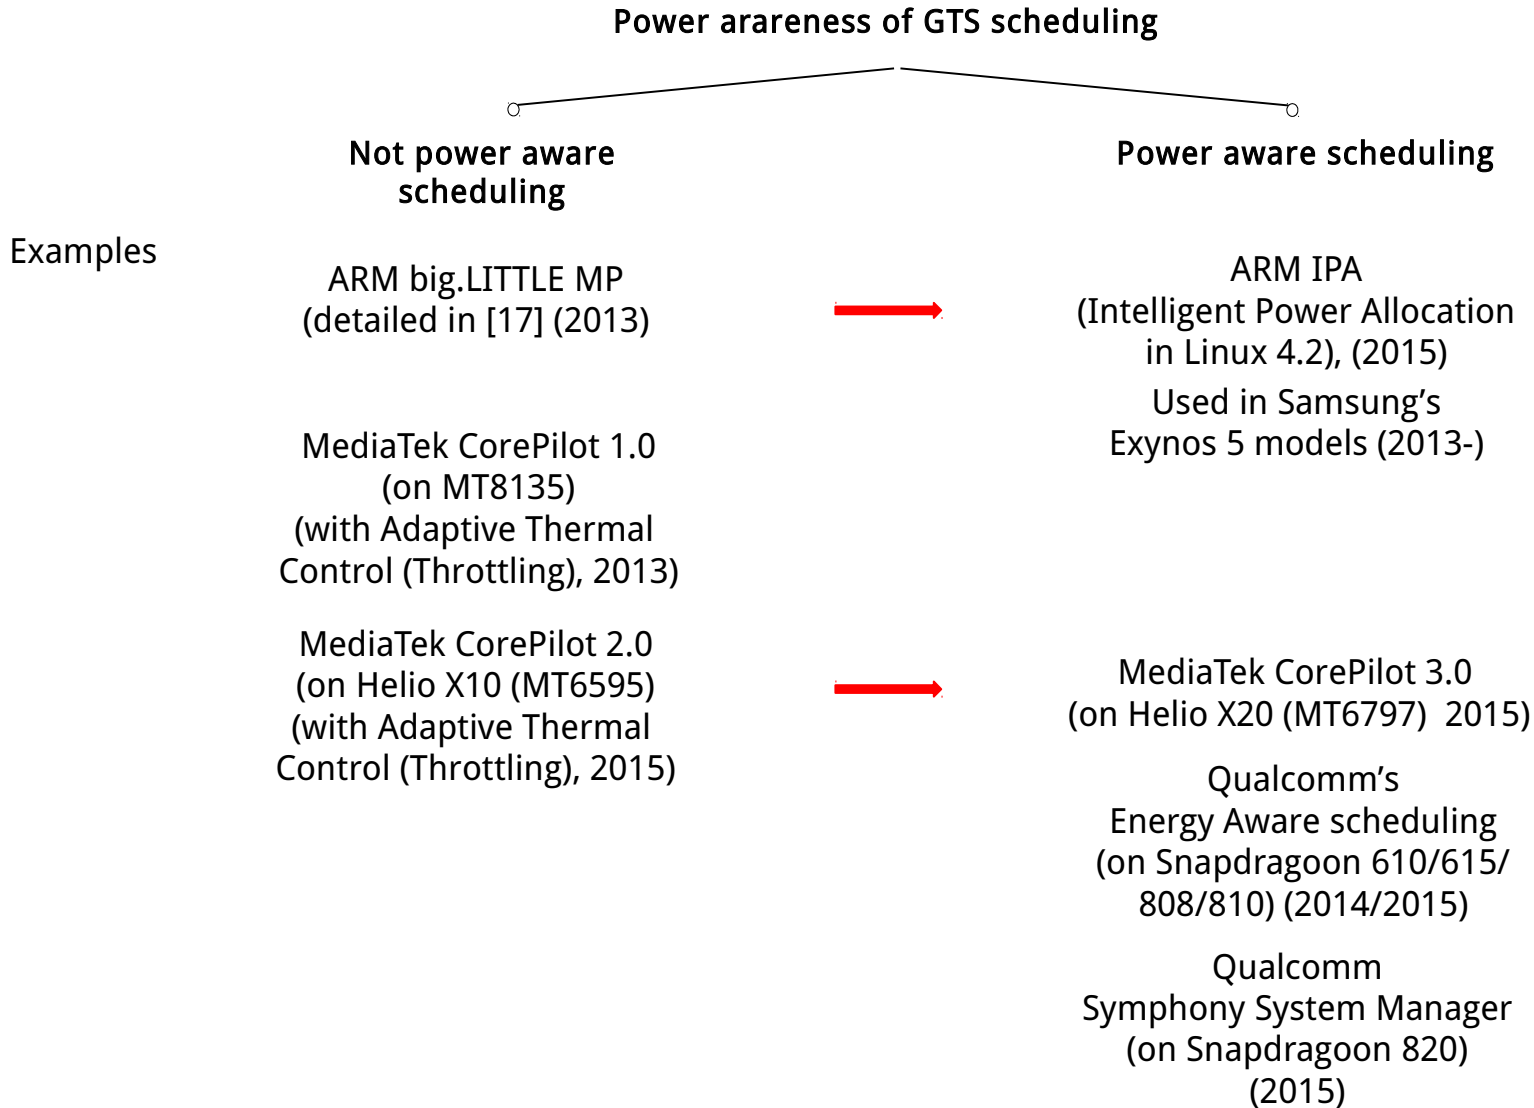 Power arareness of GTS scheduling
Not power aware
scheduling
Power aware scheduling
Examples
ARM big.LITTLE MP
(detailed in [17] (2013)
ARM IPA
(Intelligent Power Allocation
in Linux 4.2), (2015)
Used in Samsung’s
Exynos 5 models (2013-)
MediaTek CorePilot 1.0
(on MT8135)
(with Adaptive Thermal
Control (Throttling), 2013)
MediaTek CorePilot 2.0
(on Helio X10 (MT6595)
(with Adaptive Thermal
Control (Throttling), 2015)
MediaTek CorePilot 3.0
(on Helio X20 (MT6797)  2015)
Qualcomm’s
Energy Aware scheduling
(on Snapdragoon 610/615/
808/810) (2014/2015)
Qualcomm
Symphony System Manager
(on Snapdragoon 820)
(2015)